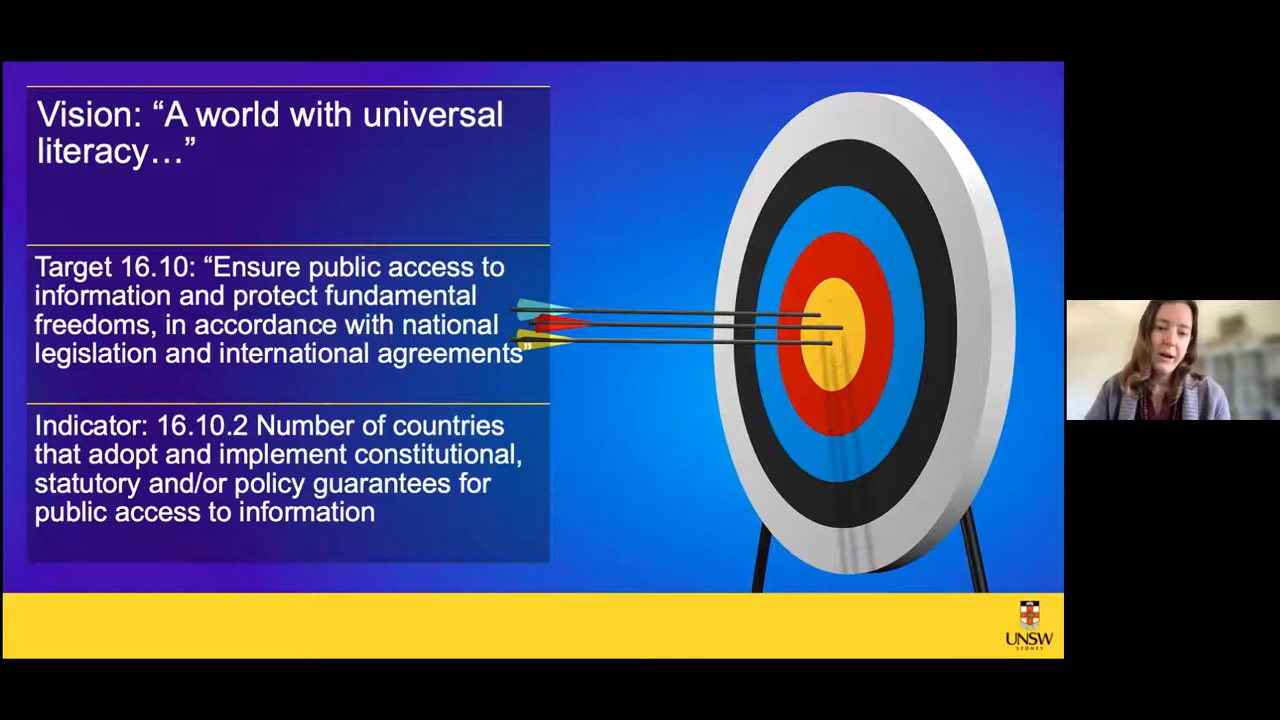 Vision: “A world with universal
literacy…”
Target 16.10: “Ensure public access to
information and protect fundamental
freedoms, in accordance with national
legislation and international agreements”
Indicator: 16.10.2 Number of countries
that adopt and implement constitutional,
statutory and/or policy guarantees for
public access to information
UNSW
SYDNEY